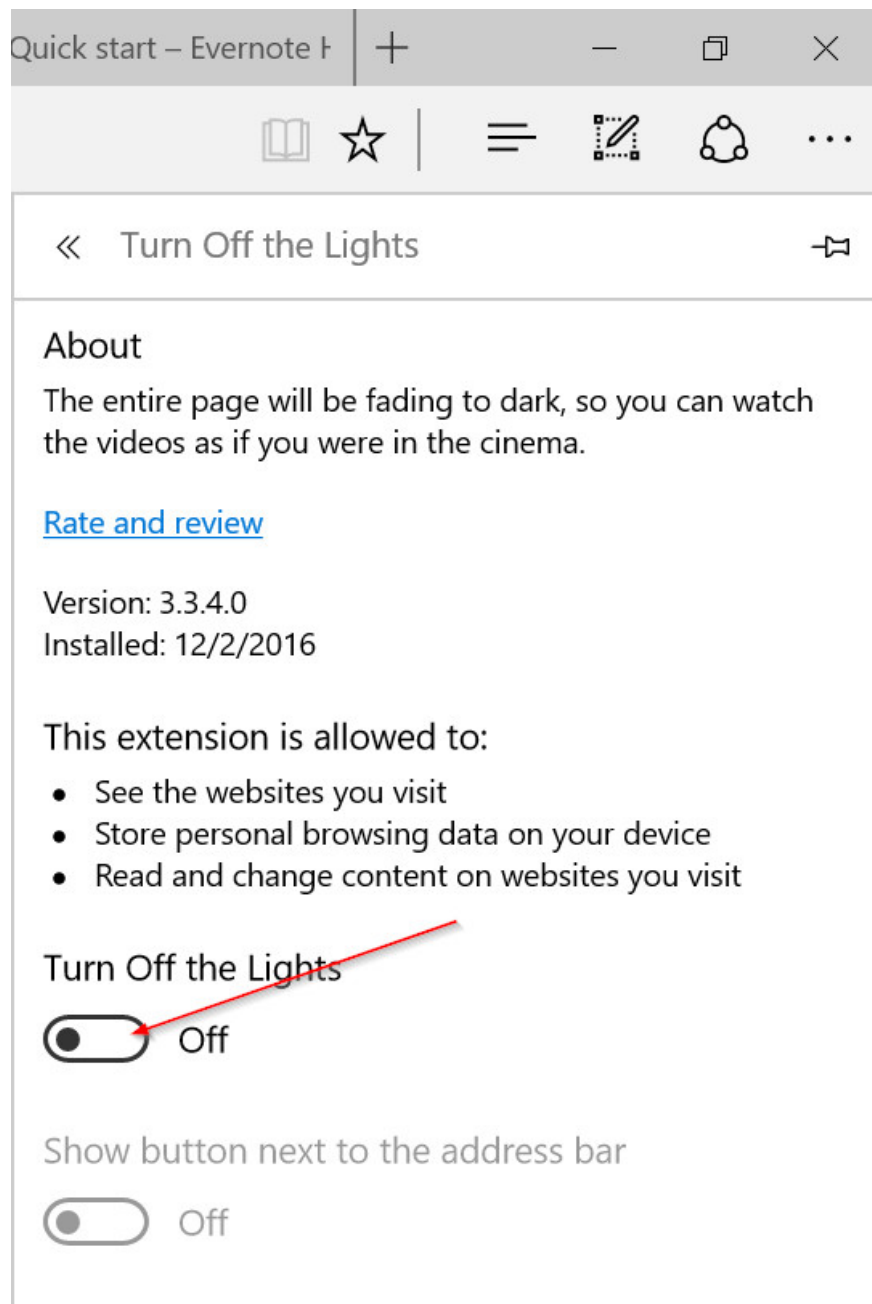 Quick start – Evernote H
Turn Off the Lights
About
The entire page will be fading to dark, so you can watch
the videos as if you were in the cinema.
Rate and review
Version: 3.3.4.0
Installed: 12/2/2016
This extension is allowed to:
• See the websites you visit
• Store personal browsing data on your device
• Read and change content on websites you visit
Turn Off the Lights
Off
Show button next to the address bar
Off